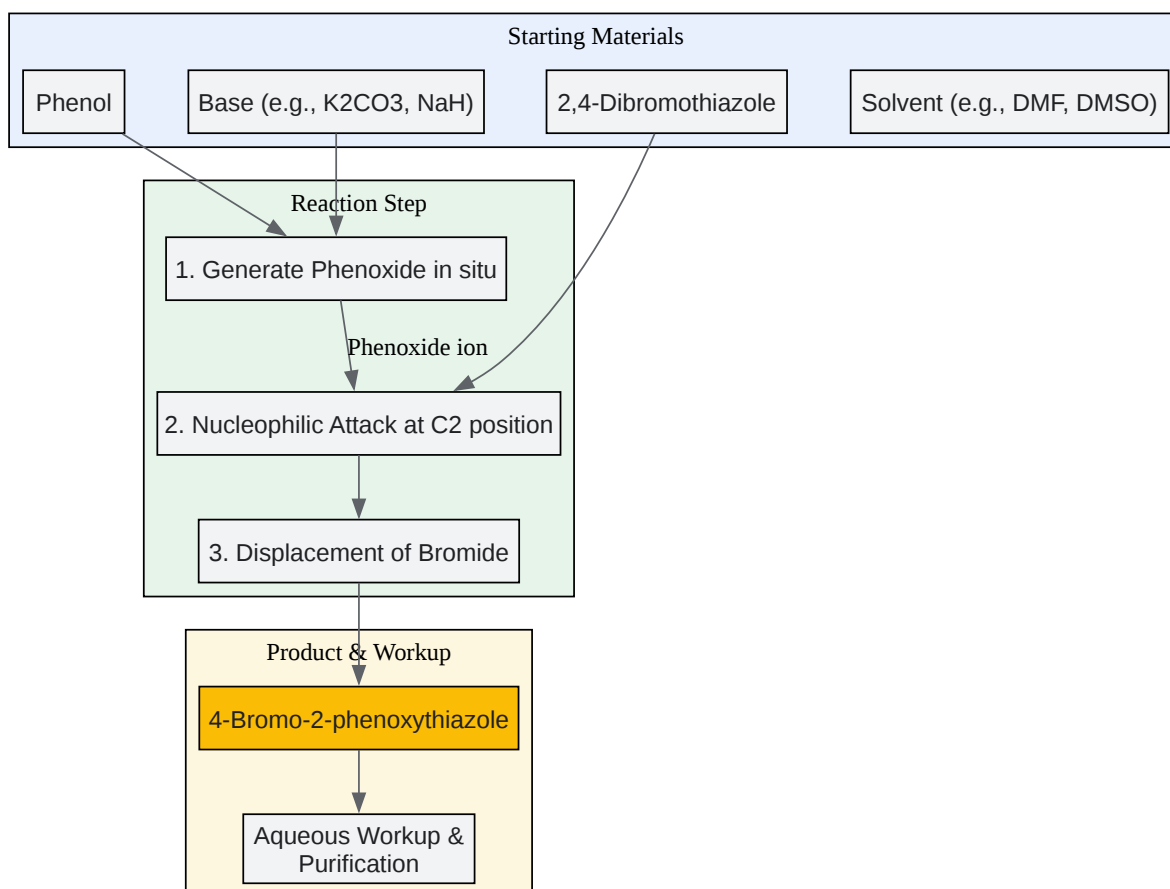 Starting Materials
Phenol
Base (e.g., K2CO3, NaH)
2,4-Dibromothiazole
Solvent (e.g., DMF, DMSO)
Reaction Step
1. Generate Phenoxide in situ
Phenoxide ion
2. Nucleophilic Attack at C2 position
3. Displacement of Bromide
Product & Workup
4-Bromo-2-phenoxythiazole
Aqueous Workup &
Purification